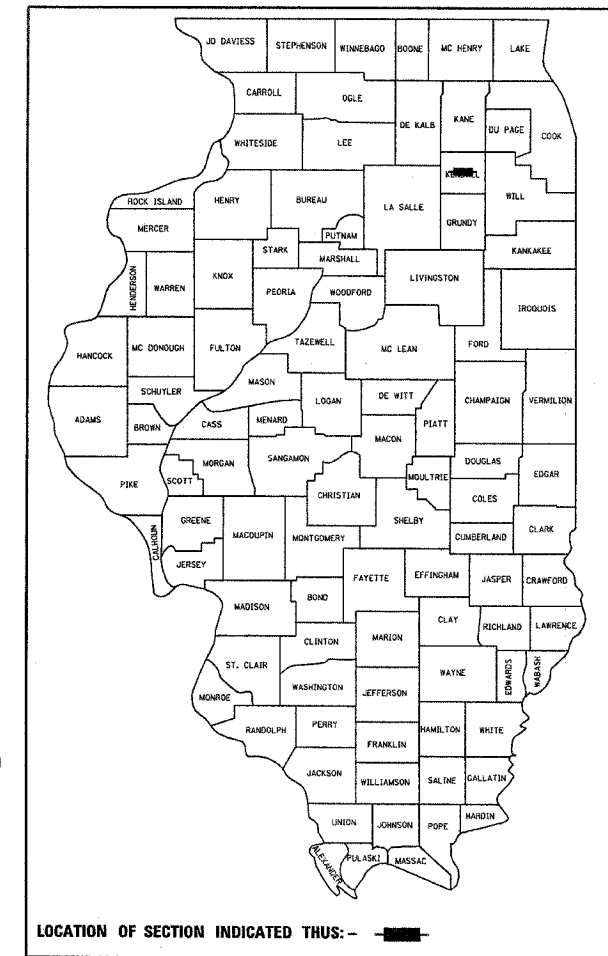 JO DAVIESS STEPHENSON WINNEBAGO BOONE MC HENRY LAKE
CARROLL OGLE DE KALB KANE DU PAGE COOK
WHITESIDE LEE
ROCK ISLAND HENRY BUREAU LA SALLE GRUNDY WILL
MERCER STARK PUTNAM MARSHALL KANKAKEE
HENDERSON WARREN KNOX PEORIA WOODFORD LIVINGSTON IROQUOIS
HANCOCK MC DONOUGH FULTON TAZEWELL MC LEAN FORD
SCHUYLER MASON LOGAN DE WITT CHAMPAIGN VERMILION
ADAMS BROWN CASS MENARD MACON PIATT
PIKE SCOTT MORGAN SANGAMON CHRISTIAN MOULTRIE DOUGLAS EDGAR
COLES
CALHOUN GREENE MACOUPIN MONTGOMERY SHELBY CUMBERLAND CLARK
JERSEY FAYETTE EFFINGHAM JASPER CRAWFORD
MADISON BOND CLAY RICHLAND LAWRENCE
CLINTON MARION
ST. CLAIR WASHINGTON JEFFERSON WAYNE EDWARDS WABASH
MONROE RANDOLPH PERRY HAMILTON WHITE
FRANKLIN
JACKSON WILLIAMSON SALINE GALLATIN
UNION JOHNSON POPE HARDIN
ALEXANDER PULASKI MASSAC
LOCATION OF SECTION INDICATED THUS: -